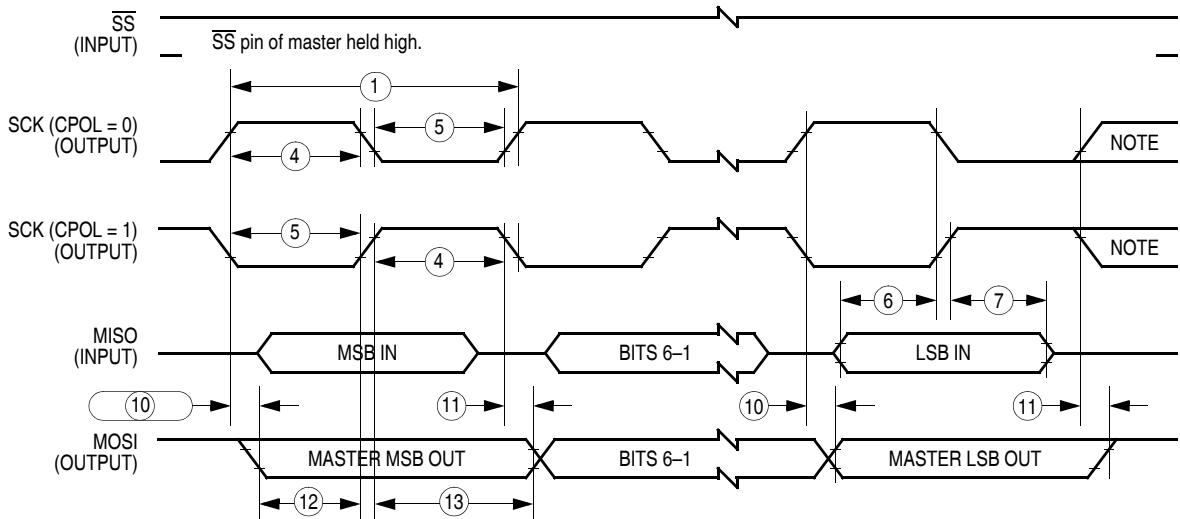 SS
(INPUT)
SS pin of master held high.
1
SCK (CPOL = 0)
(OUTPUT)
5
4
NOTE
SCK (CPOL = 1)
(OUTPUT)
5
4
NOTE
6
7
MISO
(INPUT)
MSB IN
BITS 6–1
LSB IN
10
11
10
11
MOSI
(OUTPUT)
MASTER MSB OUT
BITS 6–1
MASTER LSB OUT
12
13